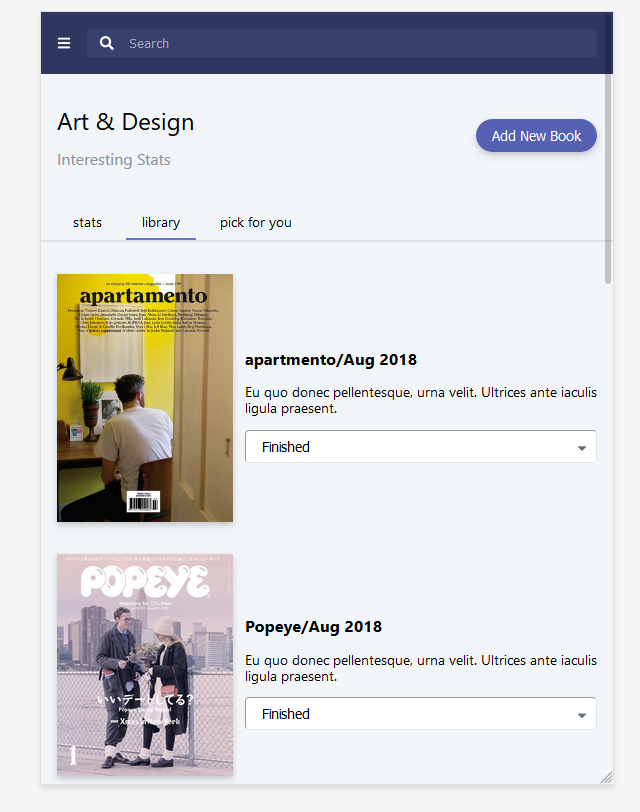 Search
Art & Design
Add New Book
Interesting Stats
stats
library
pick for you
an everyday life interiors magazine – issue #
apartamento
apartmento/Aug 2018
Eu quo donec pellentesque, urna velit. Ultrices ante iaculis
ligula praesent.
Finished
POPEYE
Magazine for City Boys
Popeye/Aug 2018
Eu quo donec pellentesque, urna velit. Ultrices ante iaculis
ligula praesent.
いいデートしてる?
Finished
1